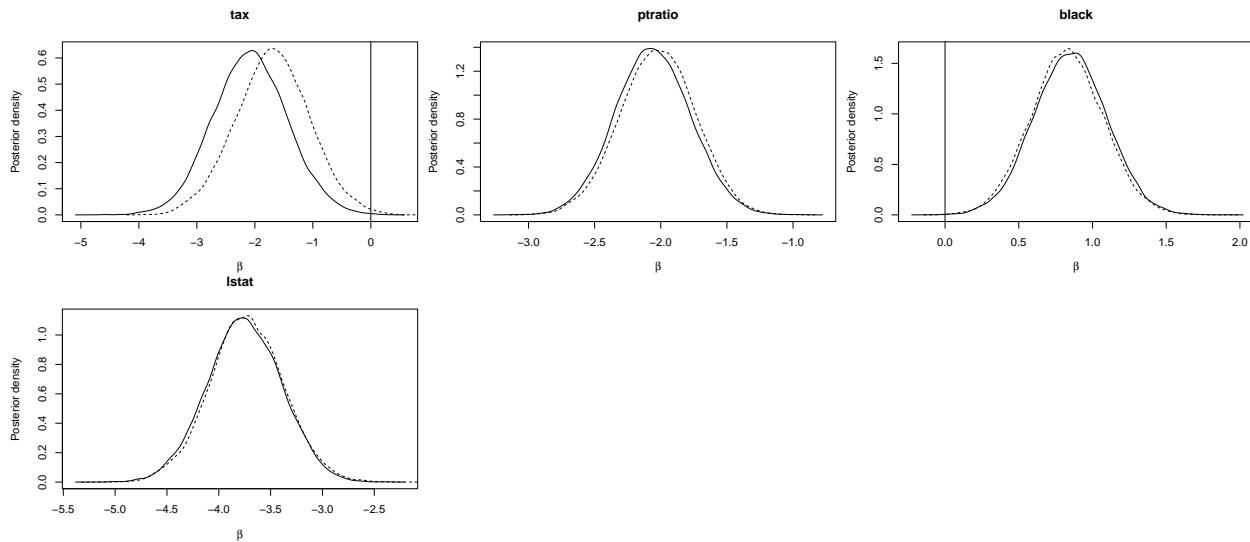 tax
Posterior density
0.0 0.1 0.2 0.3 0.4 0.5 0.6
−5 −4 −3 −2 −1 0
β
ptratio
Posterior density
0.0 0.4 0.8 1.2
−3.0 −2.5 −2.0 −1.5 −1.0
β
black
Posterior density
0.0 0.5 1.0 1.5
0.0 0.5 1.0 1.5 2.0
β
lstat
Posterior density
0.0 0.2 0.4 0.6 0.8 1.0
−5.5 −5.0 −4.5 −4.0 −3.5 −3.0 −2.5
β